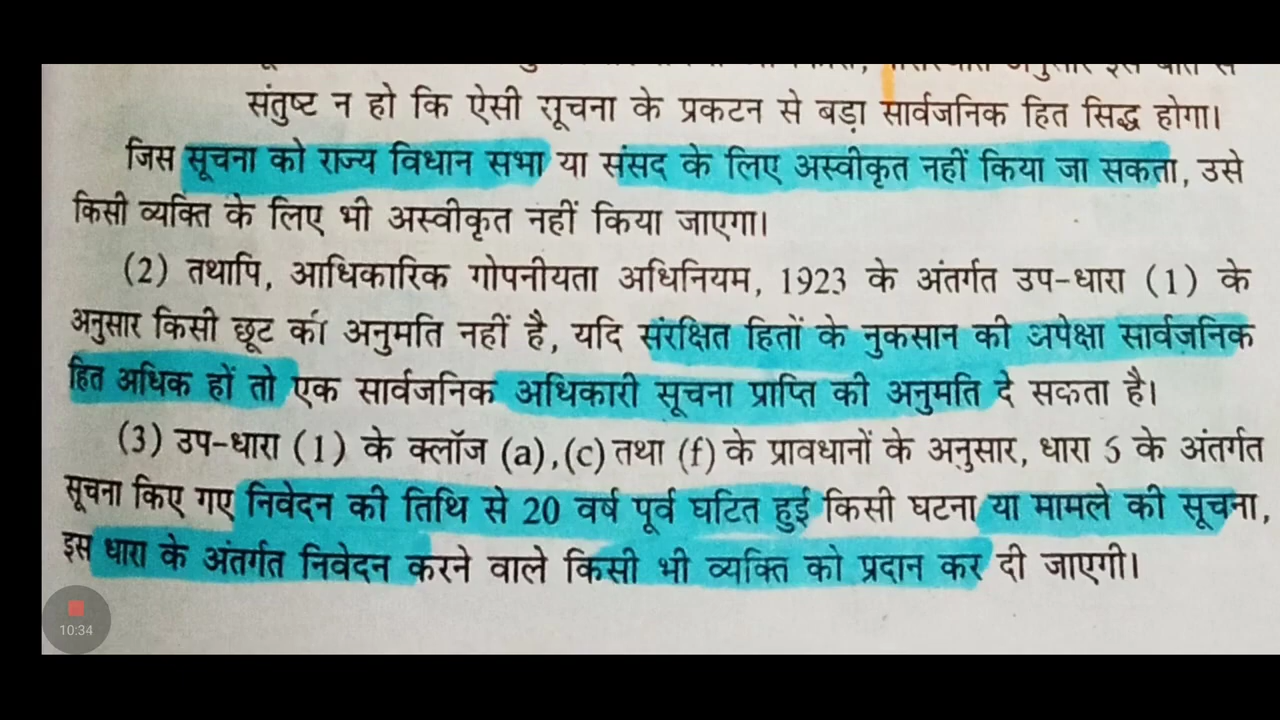 संतुष्ट न हो कि ऐसी सूचना के प्रकटन से बड़ा सार्वजनिक हित सिद्ध होगा।
जिस सूचना को राज्य विधान सभा या संसद के लिए अस्वीकृत नहीं किया जा सकता, उसे
किसी व्यक्ति के लिए भी अस्वीकृत नहीं किया जाएगा।
(2) तथापि, आधिकारिक गोपनीयता अधिनियम, 1923 के अंतर्गत उप-धारा (1) के
अनुसार किसी छूट की अनुमति नहीं है, यदि संरक्षित हितों के नुकसान की अपेक्षा सार्वजनिक
हित अधिक हों तो एक सार्वजनिक अधिकारी सूचना प्राप्ति की अनुमति दे सकता है।
(3) उप-धारा (1) के क्लॉज (a),(c) तथा (f) के प्रावधानों के अनुसार, धारा 5 के अंतर्गत
सूचना किए गए निवेदन की तिथि से 20 वर्ष पूर्व घटित हुई किसी घटना या मामले की सूचना,
इस धारा के अंतर्गत निवेदन करने वाले किसी भी व्यक्ति को प्रदान कर दी जाएगी।
10:34